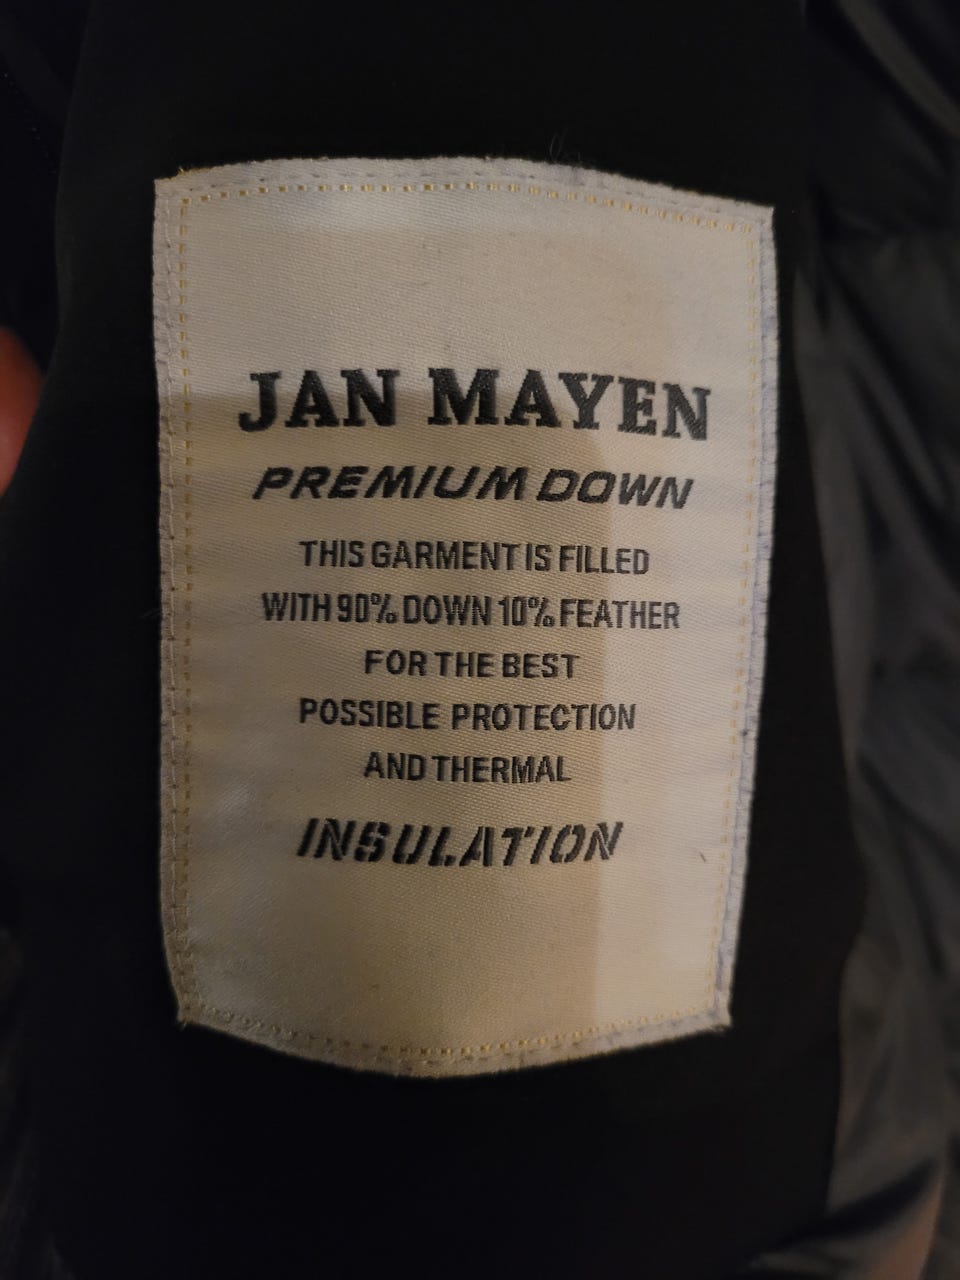 JAN MAYEN
PREMIUM DOWN
THIS GARMENT IS FILLED
WITH 90% DOWN 10% FEATHER
FOR THE BEST
POSSIBLE PROTECTION
AND THERMAL
INSULATION